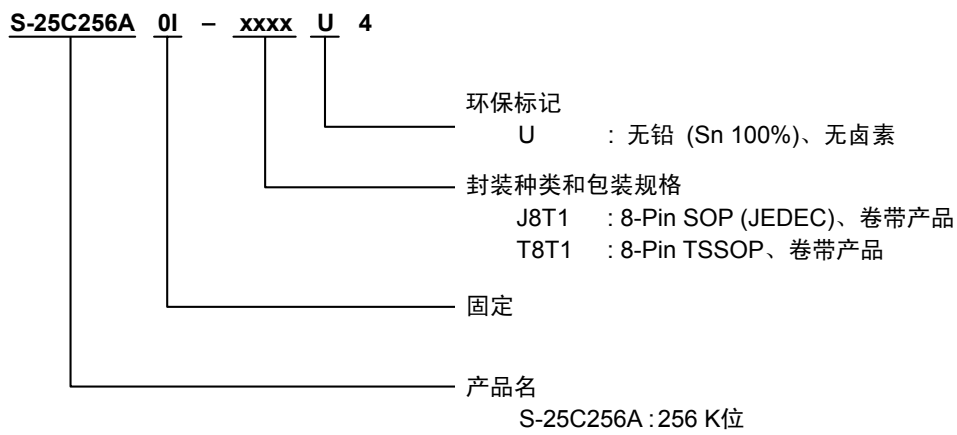 S-25C256A 0I – xxxx U 4
环保标记
U : 无铅 (Sn 100%)、无卤素
封装种类和包装规格
J8T1 : 8-Pin SOP (JEDEC)、卷带产品
T8T1 : 8-Pin TSSOP、卷带产品
固定
产品名
S-25C256A : 256 K位